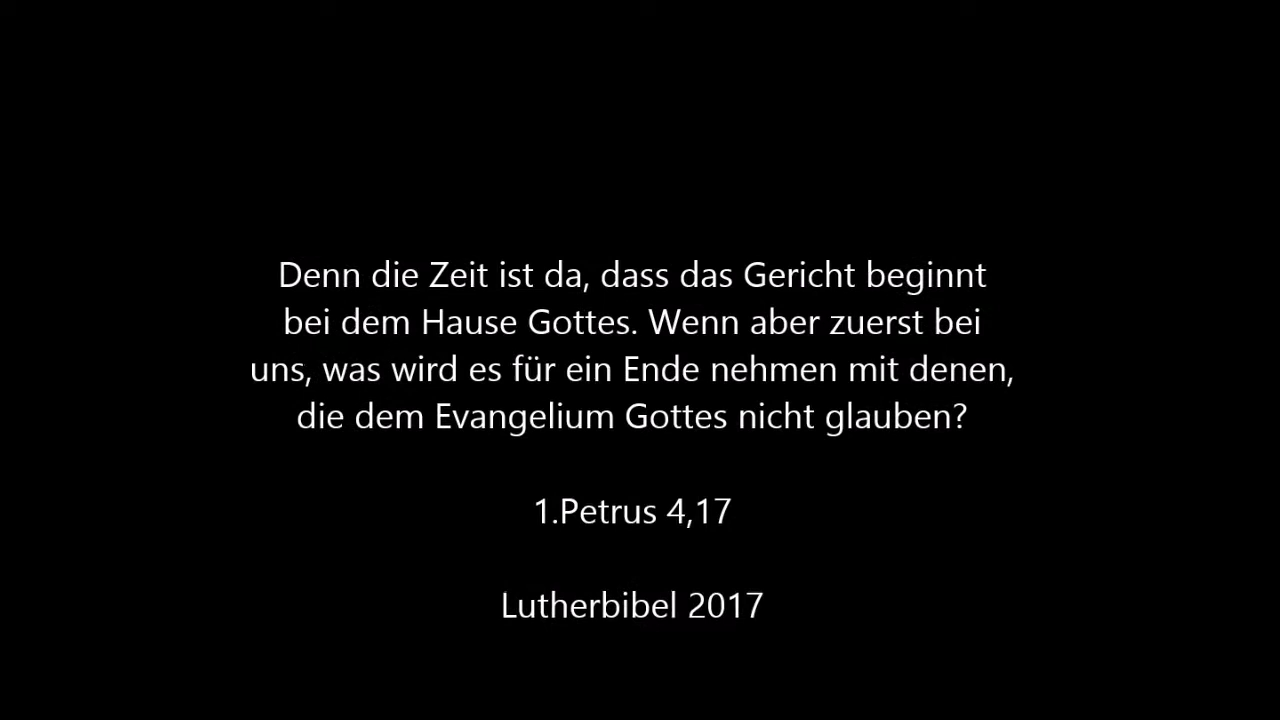 Denn die Zeit ist da, dass das Gericht beginnt
bei dem Hause Gottes. Wenn aber zuerst bei
uns, was wird es für ein Ende nehmen mit denen,
die dem Evangelium Gottes nicht glauben?
1.Petrus 4,17
Lutherbibel 2017